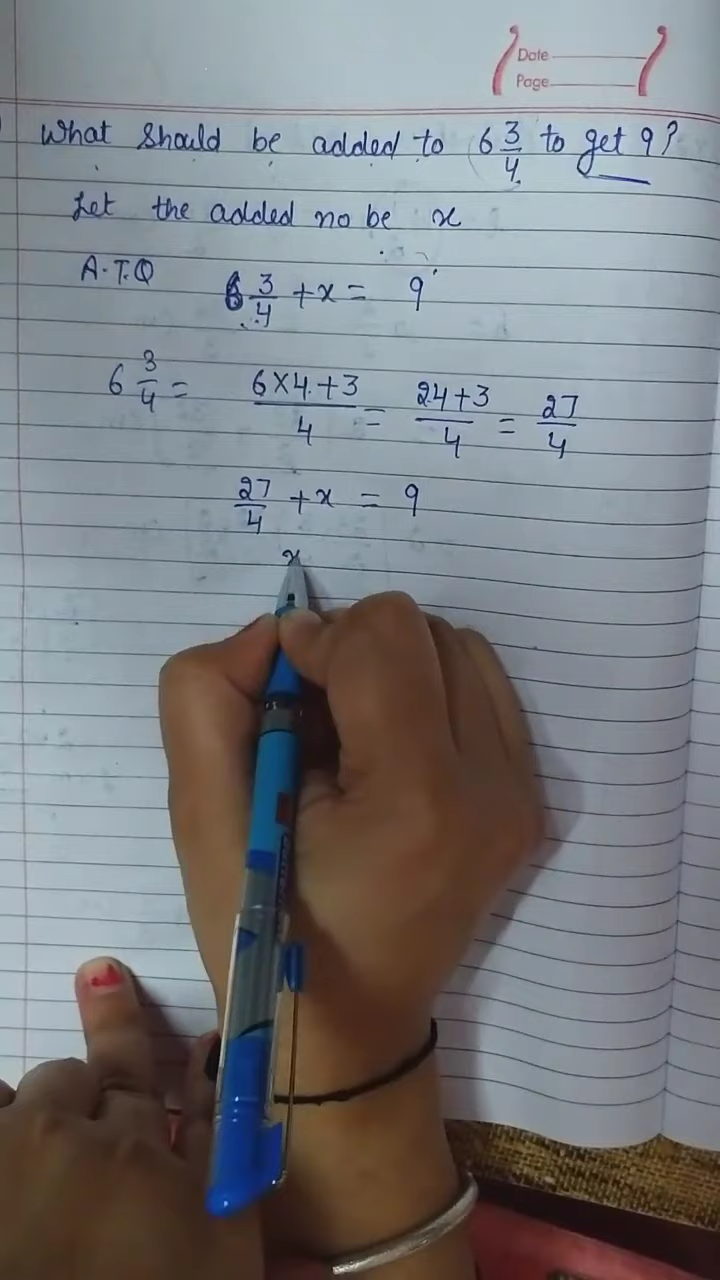 Date
Page
What should be added to 6 3/4 to get 9?
Let the added no be x
A.T.Q 6 3/4 + x = 9
6 3/4 = 6×4+3/4 = 24+3/4 = 27/4
27/4 + x = 9
x